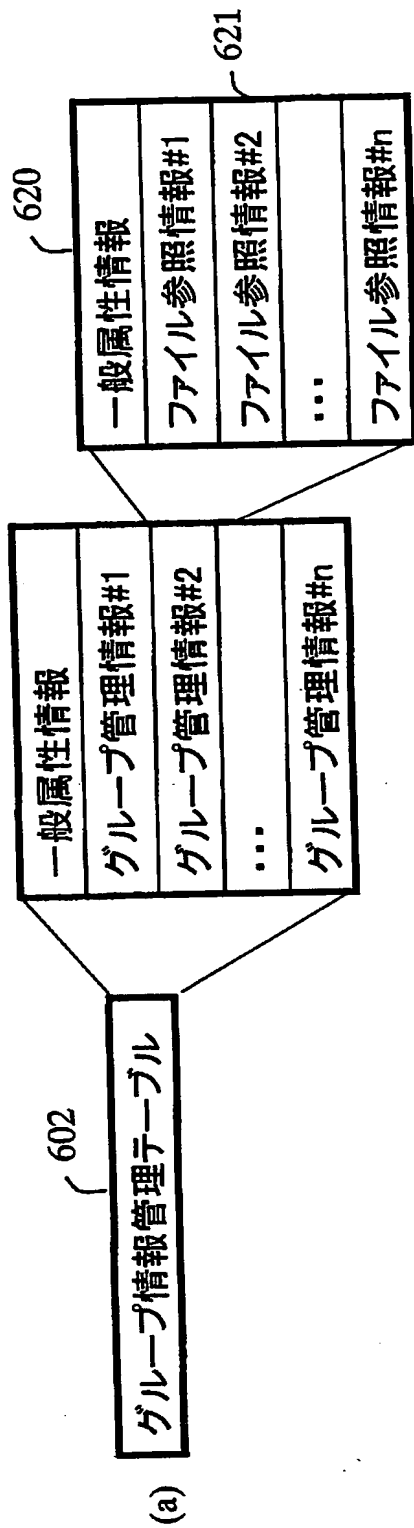 (a)
602
グループ情報管理テーブル
一般属性情報
グループ管理情報#1
グループ管理情報#2
...
グループ管理情報#n
620
一般属性情報
ファイル参照情報#1
ファイル参照情報#2
...
ファイル参照情報#n
621